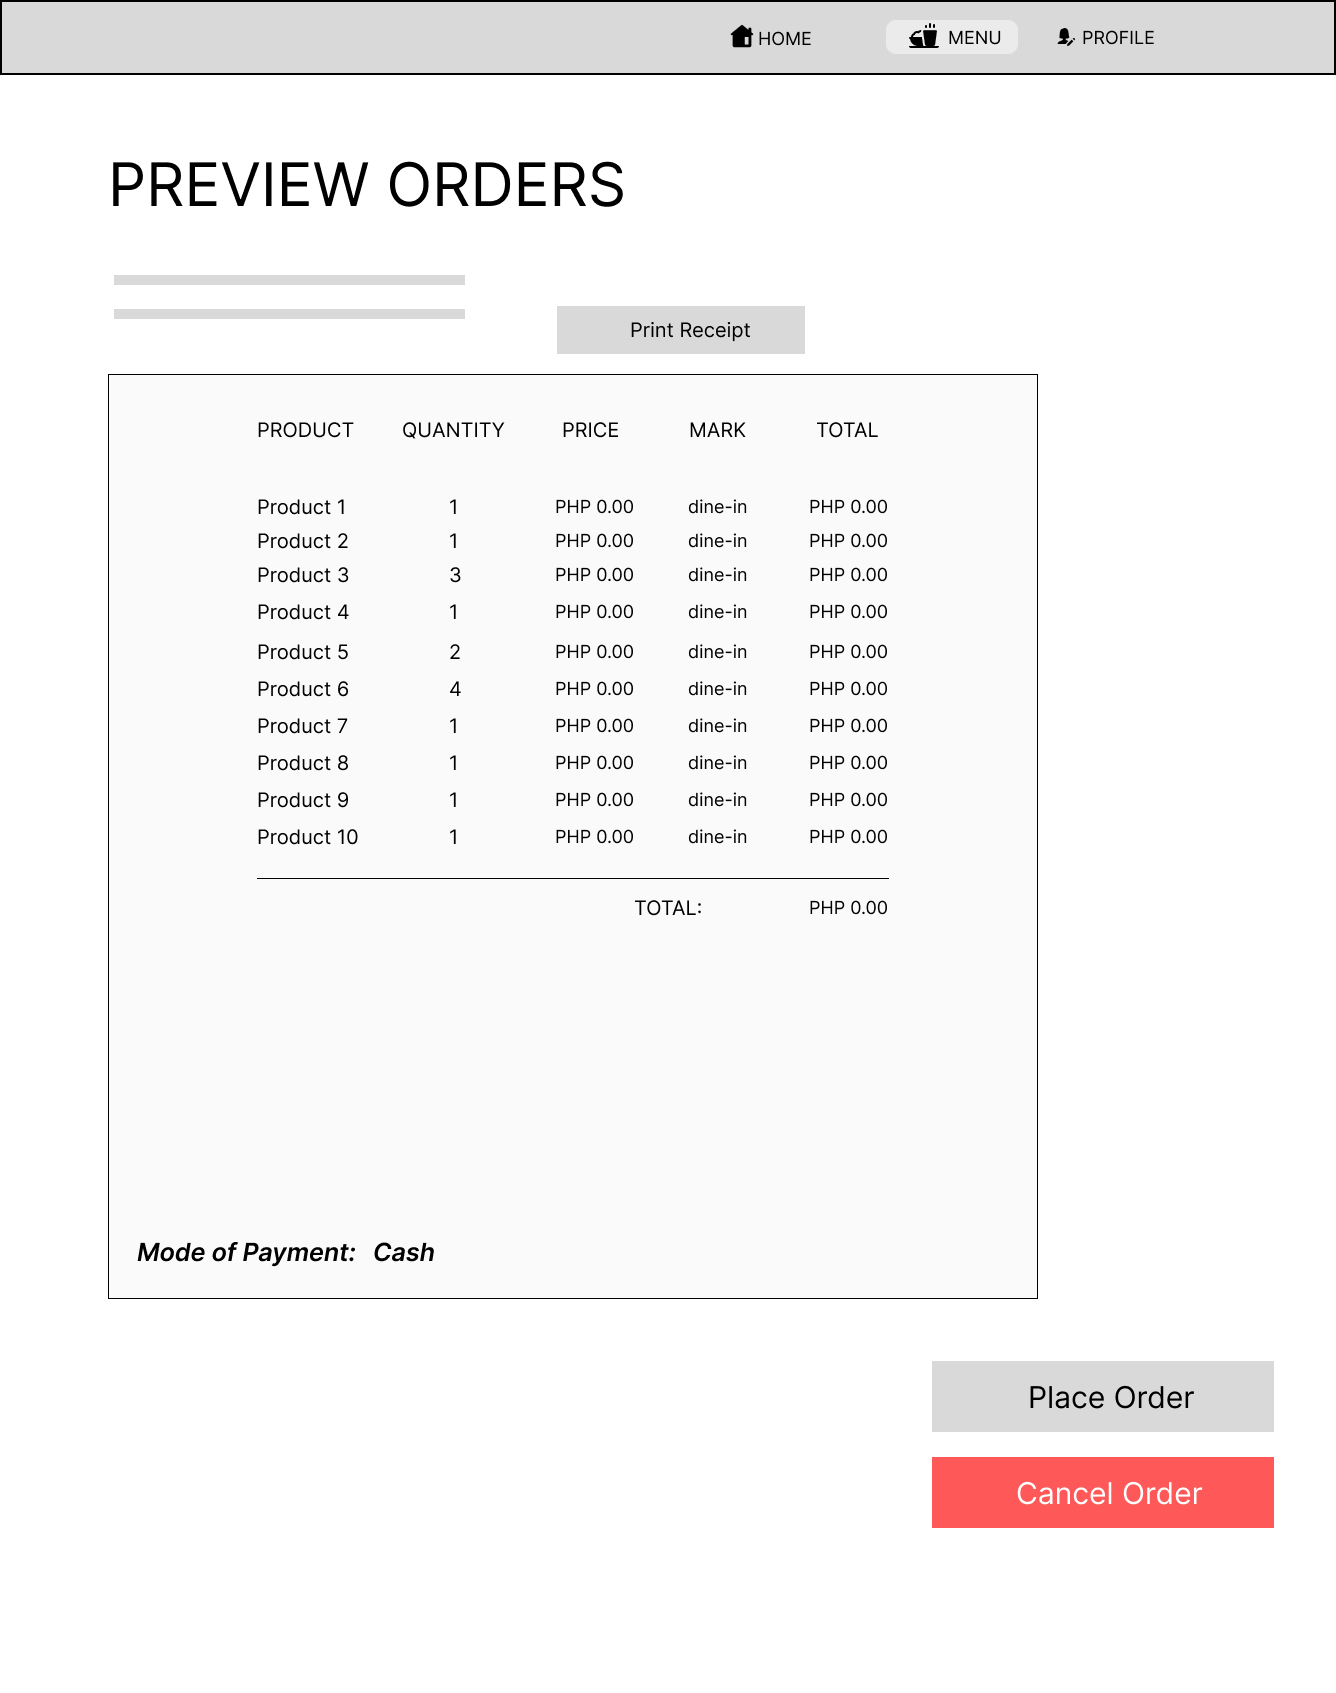 HOME MENU PROFILE
PREVIEW ORDERS
Print Receipt
PRODUCT QUANTITY PRICE MARK TOTAL
Product 1 1 PHP 0.00 dine-in PHP 0.00
Product 2 1 PHP 0.00 dine-in PHP 0.00
Product 3 3 PHP 0.00 dine-in PHP 0.00
Product 4 1 PHP 0.00 dine-in PHP 0.00
Product 5 2 PHP 0.00 dine-in PHP 0.00
Product 6 4 PHP 0.00 dine-in PHP 0.00
Product 7 1 PHP 0.00 dine-in PHP 0.00
Product 8 1 PHP 0.00 dine-in PHP 0.00
Product 9 1 PHP 0.00 dine-in PHP 0.00
Product 10 1 PHP 0.00 dine-in PHP 0.00
TOTAL: PHP 0.00
Mode of Payment: Cash
Place Order
Cancel Order